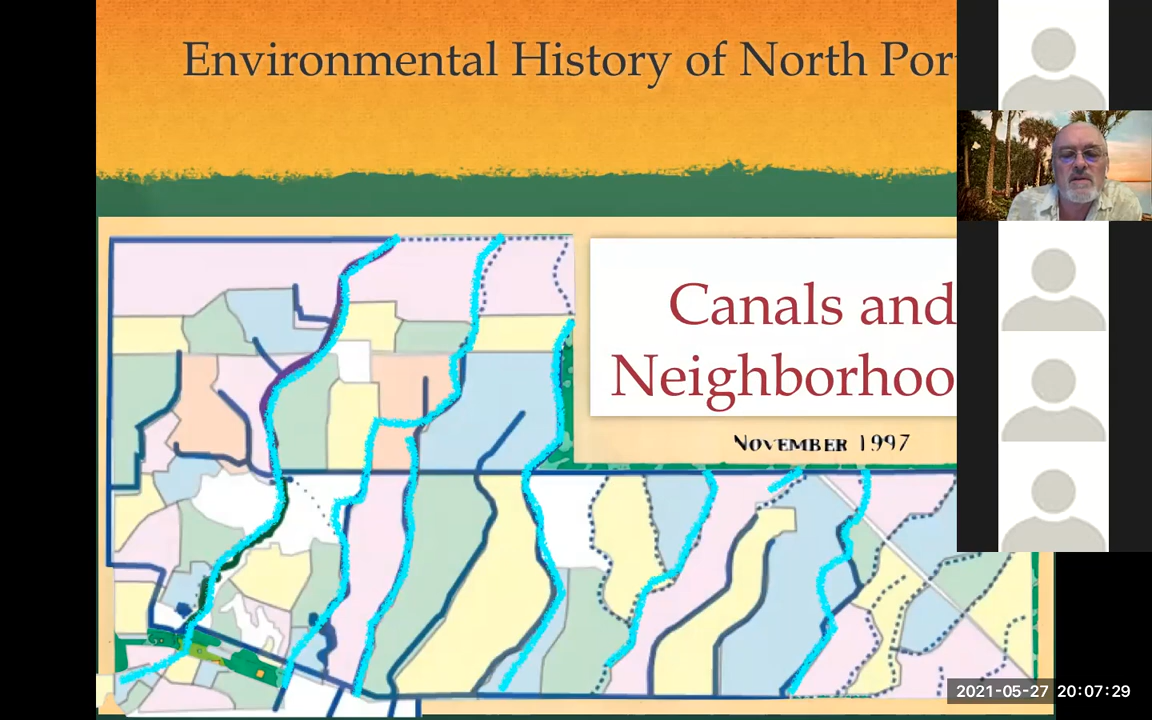 Environmental History of North Por
Canals and
Neighborhoo
NOVEMBER 1997
2021-05-27 20:07:29